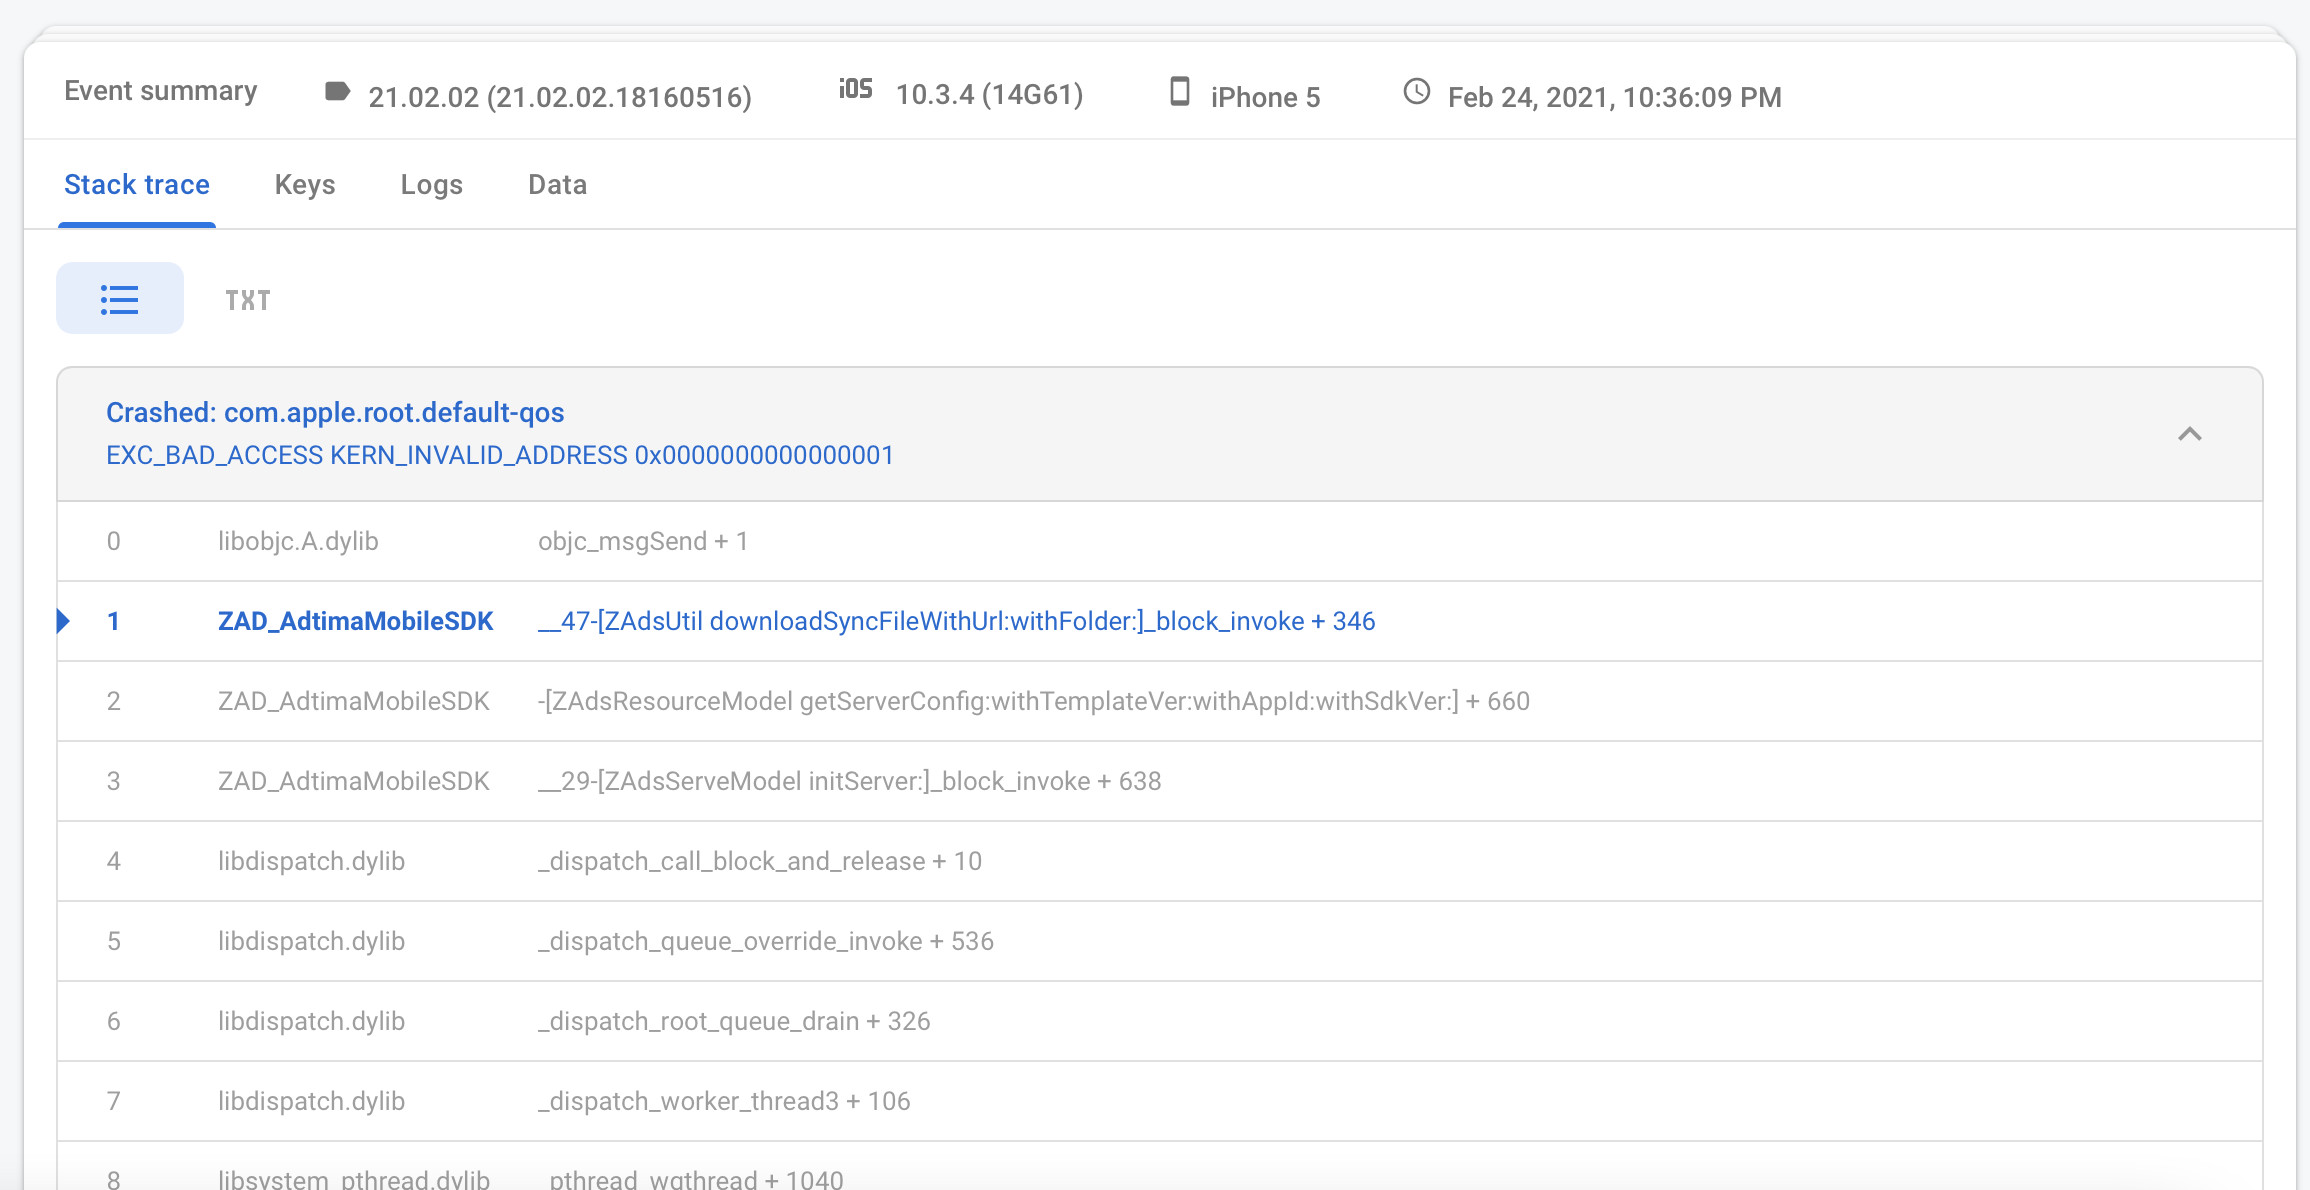 Event summary 21.02.02 (21.02.02.18160516) iOS 10.3.4 (14G61) iPhone 5 Feb 24, 2021, 10:36:09 PM
Stack trace Keys Logs Data
TXT
Crashed: com.apple.root.default-qos
EXC_BAD_ACCESS KERN_INVALID_ADDRESS 0x0000000000000001
0 libobjc.A.dylib objc_msgSend + 1
1 ZAD_AdtimaMobileSDK __47-[ZAdsUtil downloadSyncFileWithUrl:withFolder:]_block_invoke + 346
2 ZAD_AdtimaMobileSDK -[ZAdsResourceModel getServerConfig:withTemplateVer:withAppId:withSdkVer:] + 660
3 ZAD_AdtimaMobileSDK __29-[ZAdsServeModel initServer:]_block_invoke + 638
4 libdispatch.dylib _dispatch_call_block_and_release + 10
5 libdispatch.dylib _dispatch_queue_override_invoke + 536
6 libdispatch.dylib _dispatch_root_queue_drain + 326
7 libdispatch.dylib _dispatch_worker_thread3 + 106
8 libsystem_pthread.dylib _pthread_wqthread + 1040